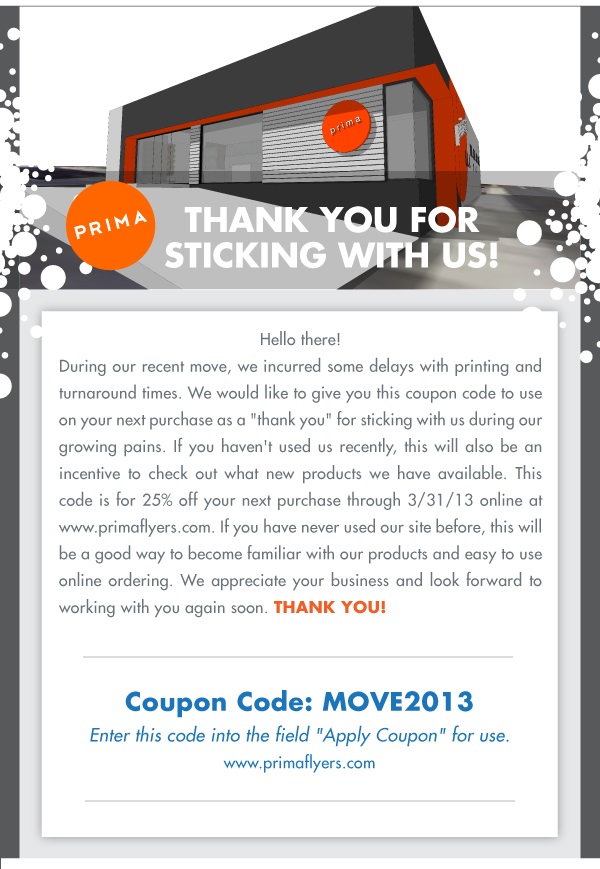 prima
PRIMA
THANK YOU FOR
STICKING WITH US!
Hello there!
During our recent move, we incurred some delays with printing and
turnaround times. We would like to give you this coupon code to use
on your next purchase as a "thank you" for sticking with us during our
growing pains. If you haven't used us recently, this will also be an
incentive to check out what new products we have available. This
code is for 25% off your next purchase through 3/31/13 online at
www.primaflyers.com. If you have never used our site before, this will
be a good way to become familiar with our products and easy to use
online ordering. We appreciate your business and look forward to
working with you again soon. THANK YOU!
Coupon Code: MOVE2013
Enter this code into the field "Apply Coupon" for use.
www.primaflyers.com